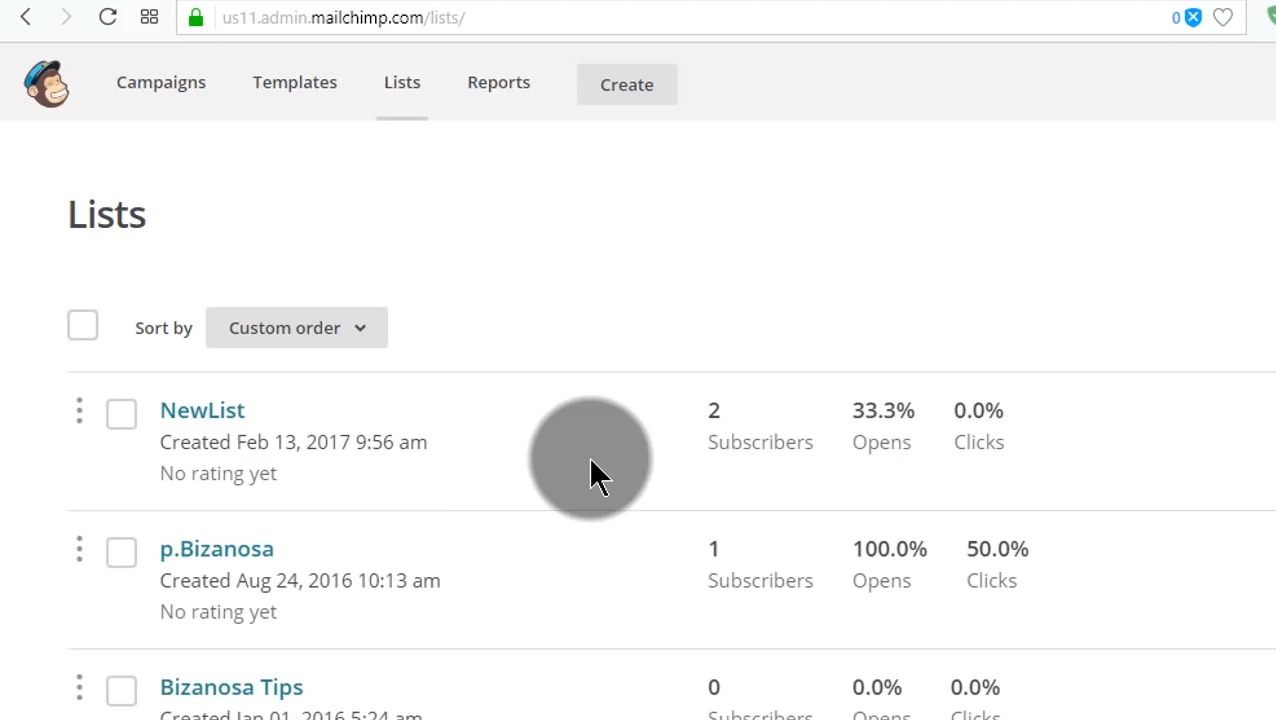 us11.admin.mailchimp.com/lists/ 0
Campaigns Templates Lists Reports Create
Lists
Sort by Custom order
NewList 2 33.3% 0.0%
Created Feb 13, 2017 9:56 am Subscribers Opens Clicks
No rating yet
p.Bizanosa 1 100.0% 50.0%
Created Aug 24, 2016 10:13 am Subscribers Opens Clicks
No rating yet
Bizanosa Tips 0 0.0% 0.0%
Created Jan 01, 2016 5:24 am Subscribers Opens Clicks